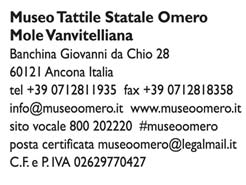 Museo Tattile Statale Omero
Mole Vanvitelliana
Banchina Giovanni da Chio 28
60121 Ancona Italia
tel +39 0712811935  fax +39 0712818358
info@museoomero.it  www.museoomero.it
sito vocale 800 202220  #museoomero
posta certificata museoomero@legalmail.it
C.F. e P. IVA 02629770427